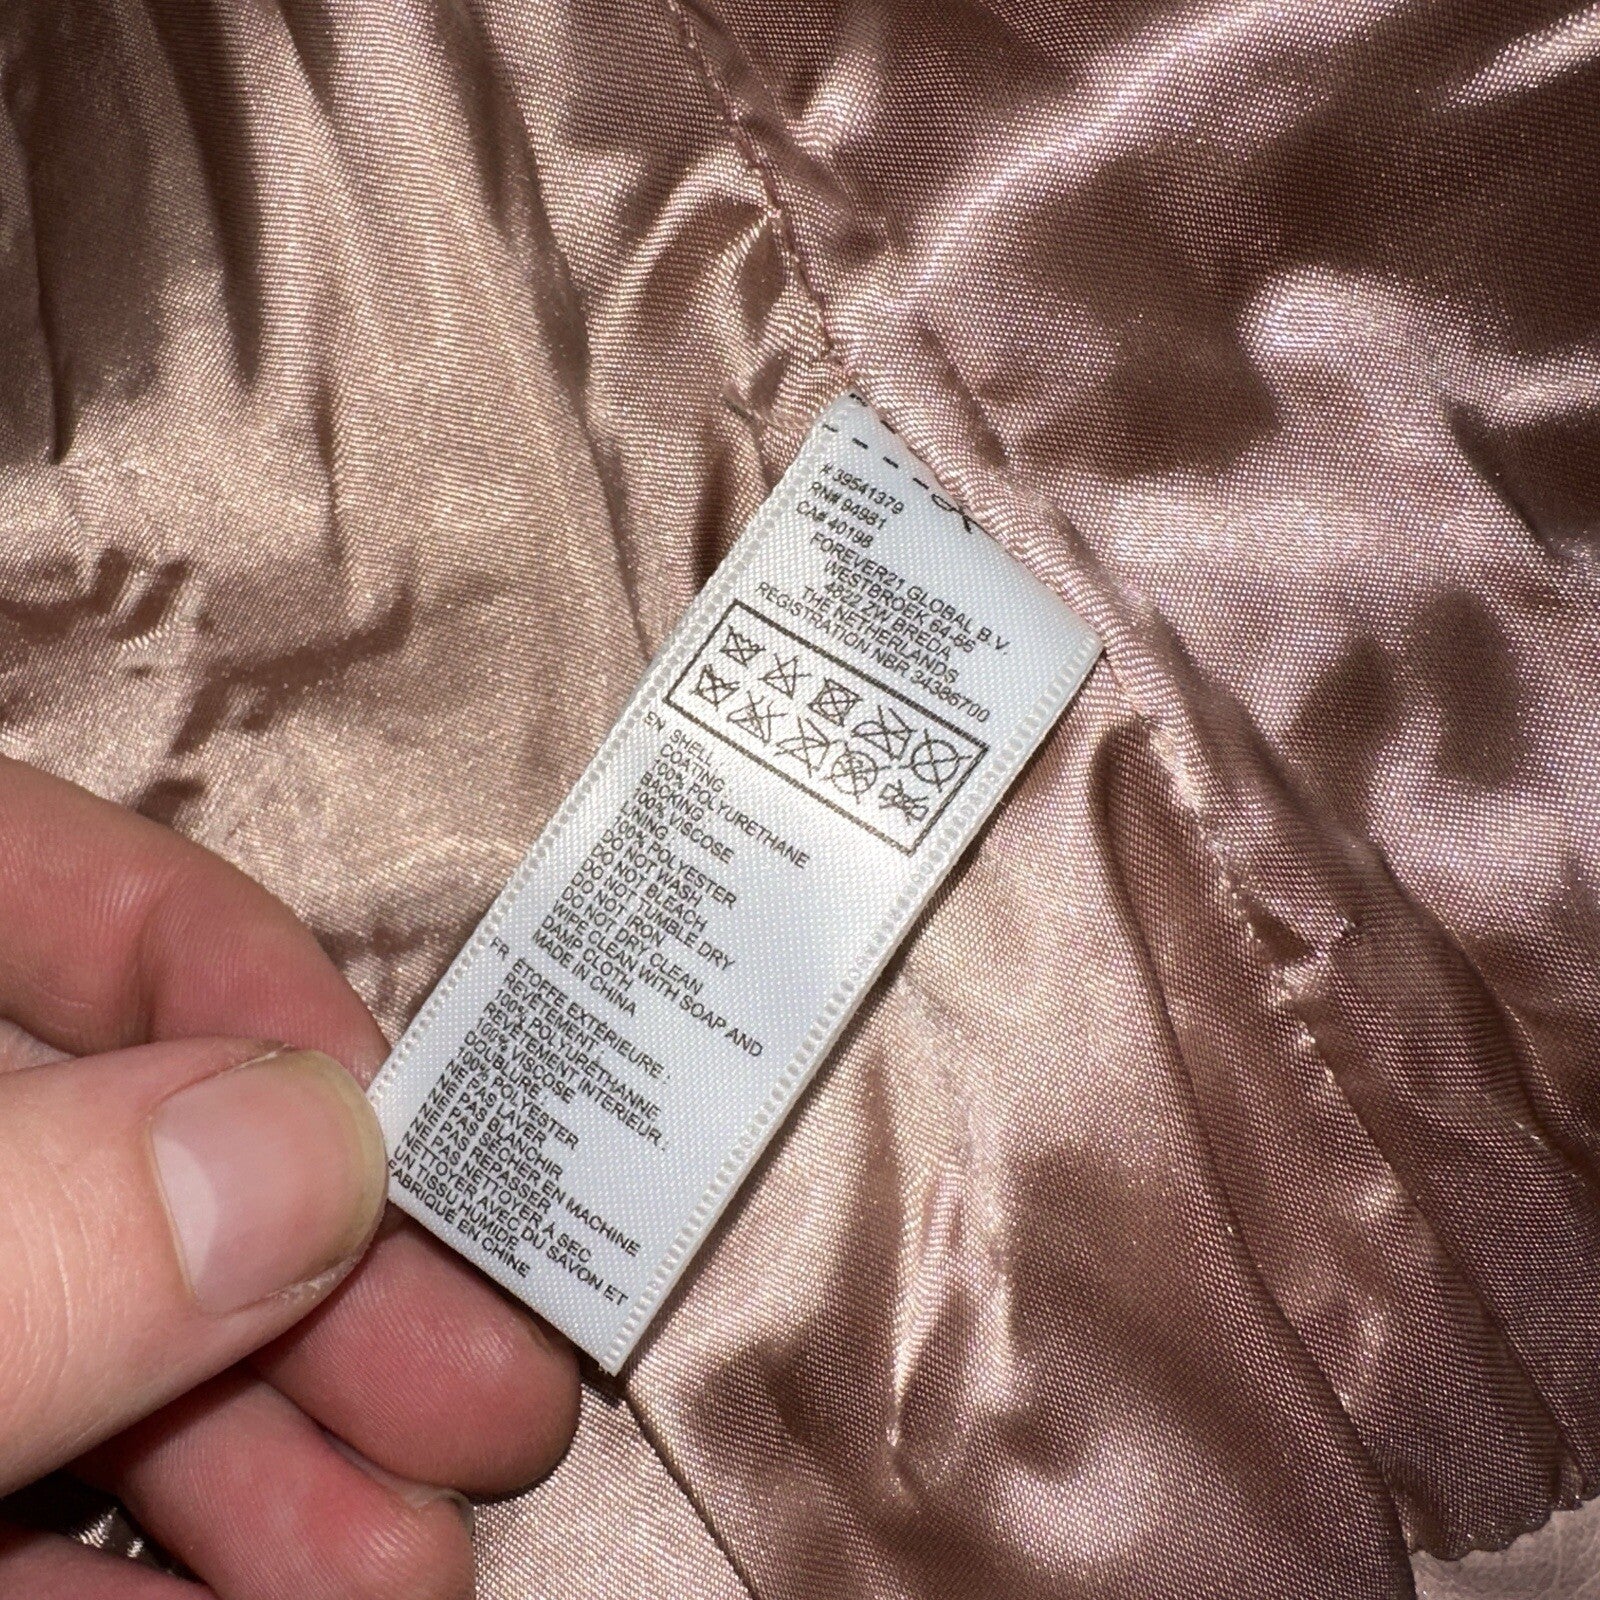 # 39541379
RN# 94981
CA# 40198
FOREVER21 GLOBAL B.V.
WESTBROEK 64-66
4822 ZW BREDA,
THE NETHERLANDS
REGISTRATION NBR 34386700
EN SHELL :
COATING :
100% POLYURETHANE
BACKING :
100% VISCOSE
LINING :
100% POLYESTER
DO NOT WASH
DO NOT BLEACH
DO NOT TUMBLE DRY
DO NOT IRON
DO NOT DRY CLEAN
WIPE CLEAN WITH SOAP AND
DAMP CLOTH
MADE IN CHINA
FR ÉTOFFE EXTÉRIEURE :
REVÊTEMENT :
100% POLYURÉTHANNE
REVÊTEMENT INTÉRIEUR :
100% VISCOSE
DOUBLURE :
100% POLYESTER
NE PAS LAVER
NE PAS BLANCHIR
NE PAS SÉCHER EN MACHINE
NE PAS REPASSER
NE PAS NETTOYER À SEC
NETTOYER AVEC DU SAVON ET
UN TISSU HUMIDE
FABRIQUÉ EN CHINE